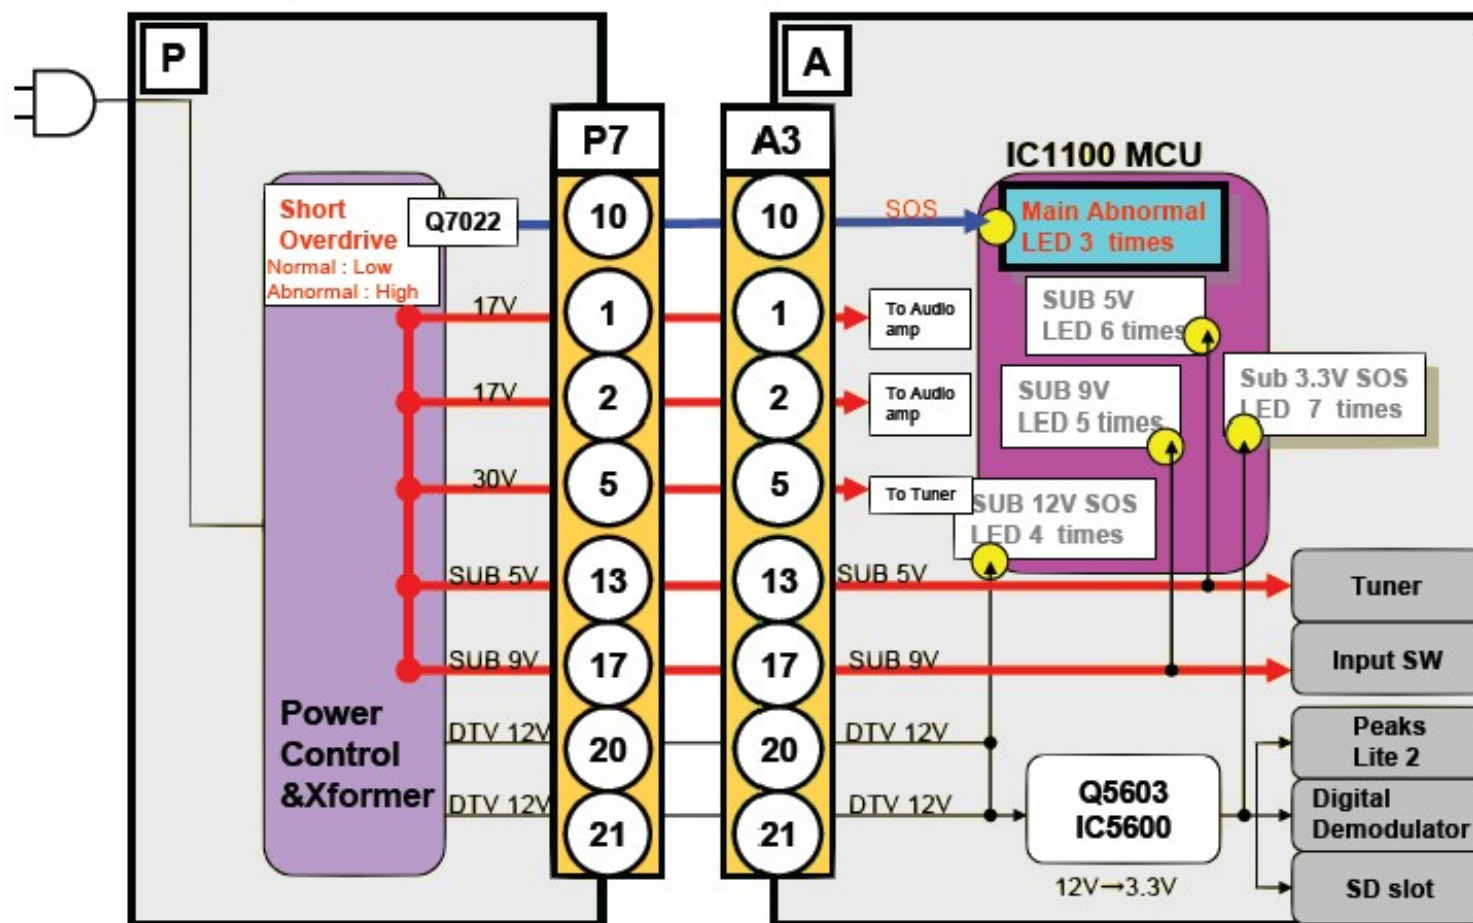 P
A
P7
A3
IC1100 MCU
Short
Overdrive
Normal : Low
Abnormal : High
Q7022
10
10
SOS
Main Abnormal
LED 3 times
17V
1
1
To Audio
amp
SUB 5V
LED 6 times
17V
2
2
To Audio
amp
SUB 9V
LED 5 times
Sub 3.3V SOS
LED 7 times
30V
5
5
To Tuner
SUB 12V SOS
LED 4 times
SUB 5V
13
13
SUB 5V
Tuner
SUB 9V
17
17
SUB 9V
Input SW
Power
Control
&Xformer
DTV 12V
20
20
DTV 12V
Peaks
Lite 2
DTV 12V
21
21
DTV 12V
Q5603
IC5600
Digital
Demodulator
12V→3.3V
SD slot